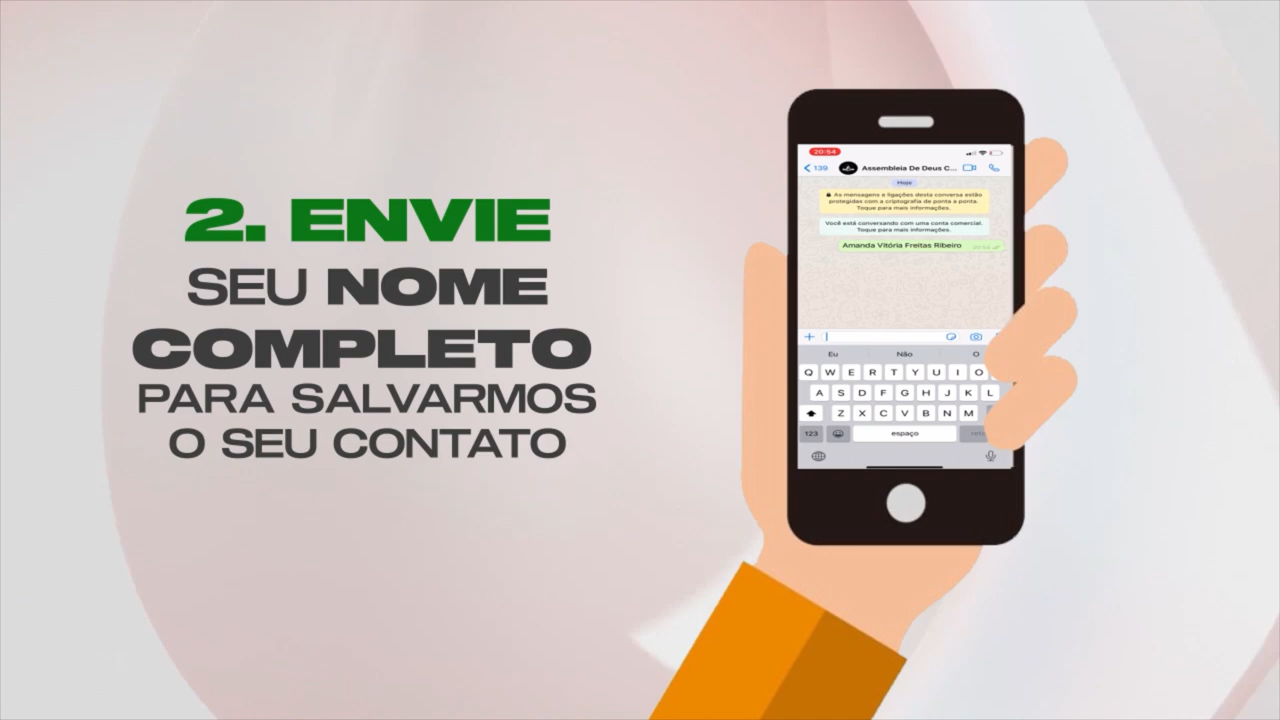 2. ENVIE
SEU NOME
COMPLETO
PARA SALVARMOS
O SEU CONTATO
20:54
139 Assembleia De Deus C...
Hoje
As mensagens e ligações desta conversa estão
protegidas com a criptografia de ponta a ponta.
Toque para mais informações.
Você está conversando com uma conta comercial.
Toque para mais informações.
Amanda Vitória Freitas Ribeiro 20:54
Eu Não O
Q W E R T Y U I O
A S D F G H J K L
Z X C V B N M
123 espaço